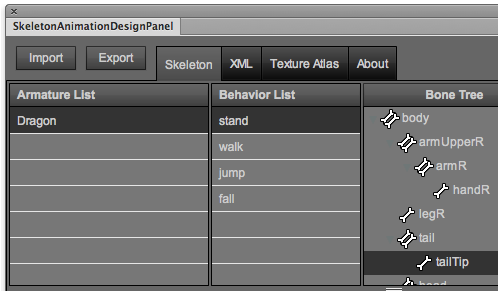 SkeletonAnimationDesignPanel
Import Export Skeleton XML Texture Atlas About
Armature List Behavior List Bone Tree
Dragon stand body
walk armUpperR
jump armR
fall handR
legR
tail
tailTip